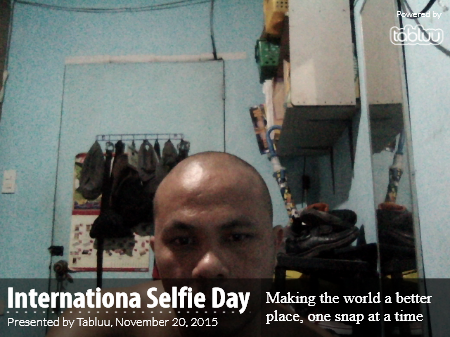 Powered by
tabluu
Internationa Selfie Day
Presented by Tabluu, November 20, 2015
Making the world a better
place, one snap at a time